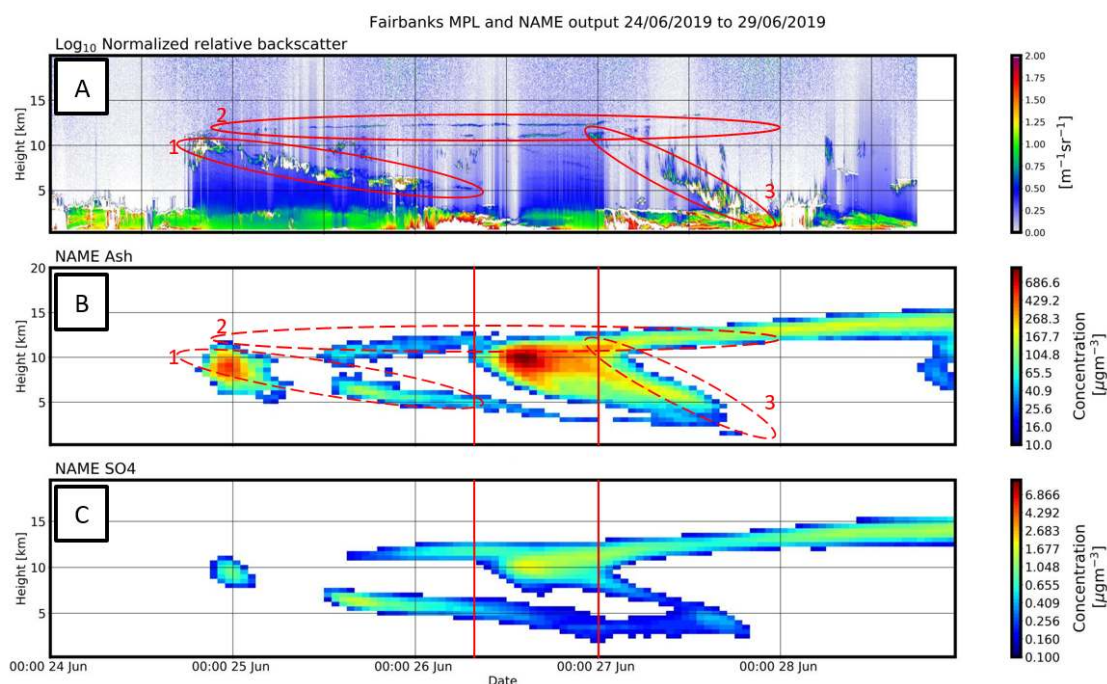 Fairbanks MPL and NAME output 24/06/2019 to 29/06/2019
Log₁₀ Normalized relative backscatter
A
Height [km]
15
10
5
1
2
3
2.00
1.75
1.50
1.25
1.00
0.75
0.50
0.25
0.00
[m⁻¹sr⁻¹]
NAME Ash
B
Height [km]
20
15
10
5
1
2
3
686.6
429.2
268.3
167.7
104.8
65.5
40.9
25.6
16.0
10.0
Concentration
[μgm⁻³]
NAME SO4
C
Height [km]
15
10
5
6.866
4.292
2.683
1.677
1.048
0.655
0.409
0.256
0.160
0.100
Concentration
[μgm⁻³]
00:00 24 Jun
00:00 25 Jun
00:00 26 Jun
00:00 27 Jun
00:00 28 Jun
Date